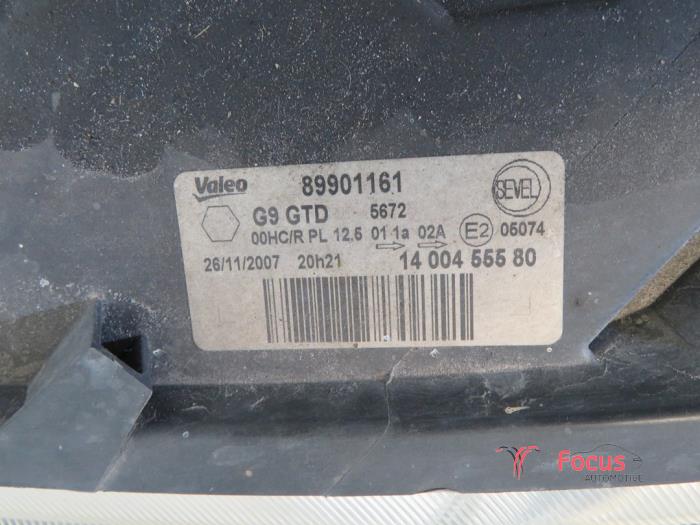 Valeo 89901161 SEVEL
G9 GTD 5672
00HC/R PL 12.5 01 1a 02A E2 05074
26/11/2007 20h21 14 004 555 80
Focus
AUTOMOTIVE